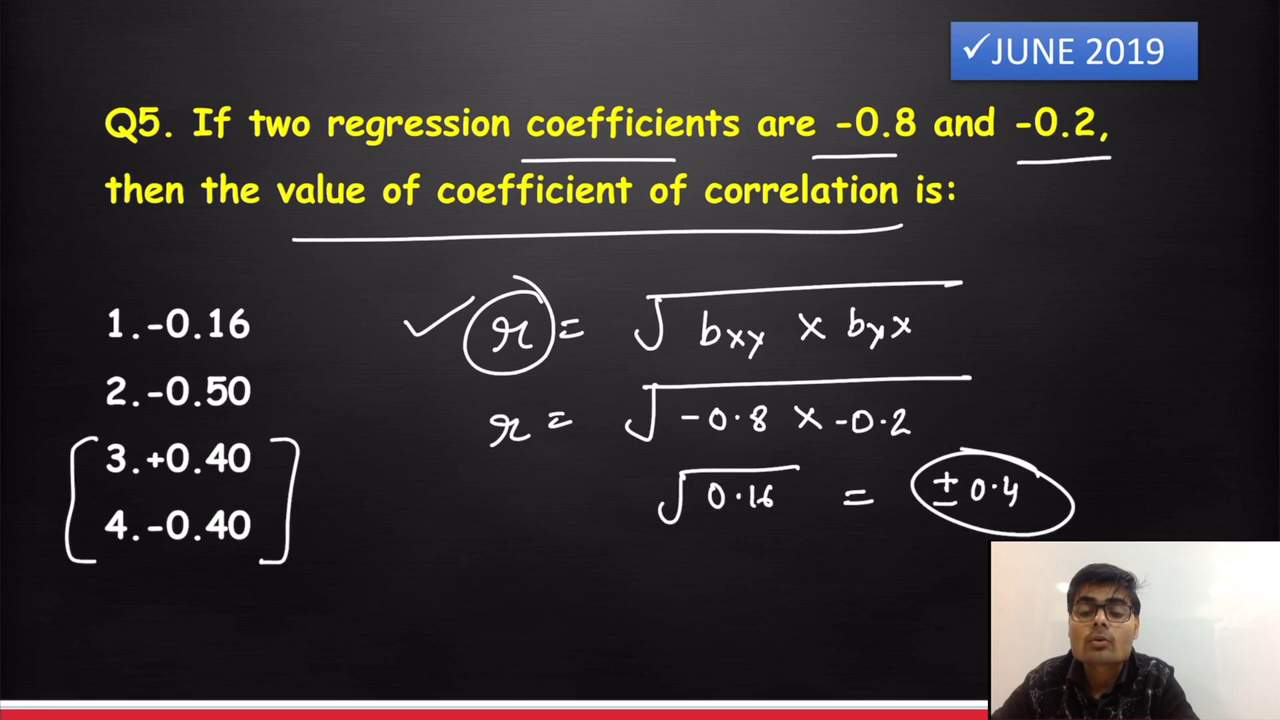 ✓JUNE 2019
Q5. If two regression coefficients are -0.8 and -0.2,
then the value of coefficient of correlation is:
1.-0.16
2.-0.50
3.+0.40
4.-0.40
✓ r = √ bxy × byx
r = √ -0.8 × -0.2
√ 0.16 = ± 0.4